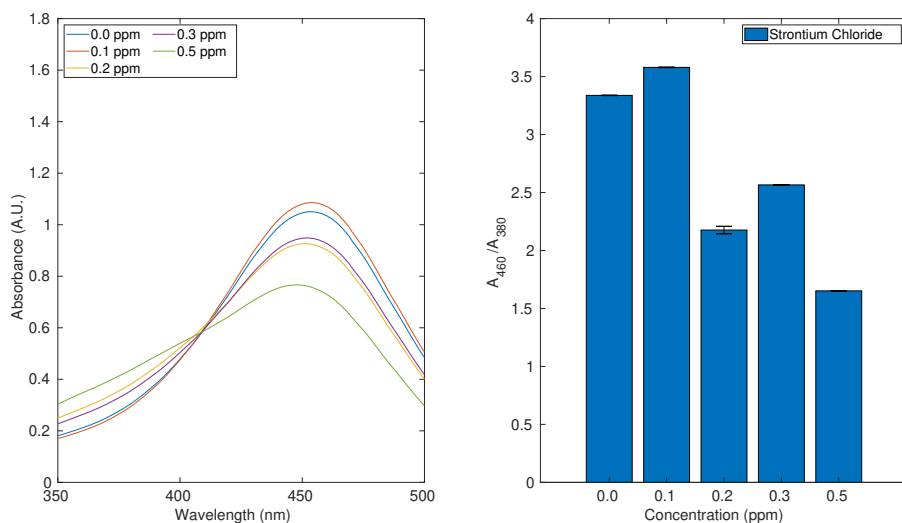 1.8
1.6
1.4
1.2
1
0.8
0.6
0.4
0.2
0
Absorbance (A.U.)
0.0 ppm
0.1 ppm
0.2 ppm
0.3 ppm
0.5 ppm
350
400
450
500
Wavelength (nm)
4
3.5
3
2.5
2
1.5
1
0.5
0
A460/A380
Strontium Chloride
0.0
0.1
0.2
0.3
0.5
Concentration (ppm)